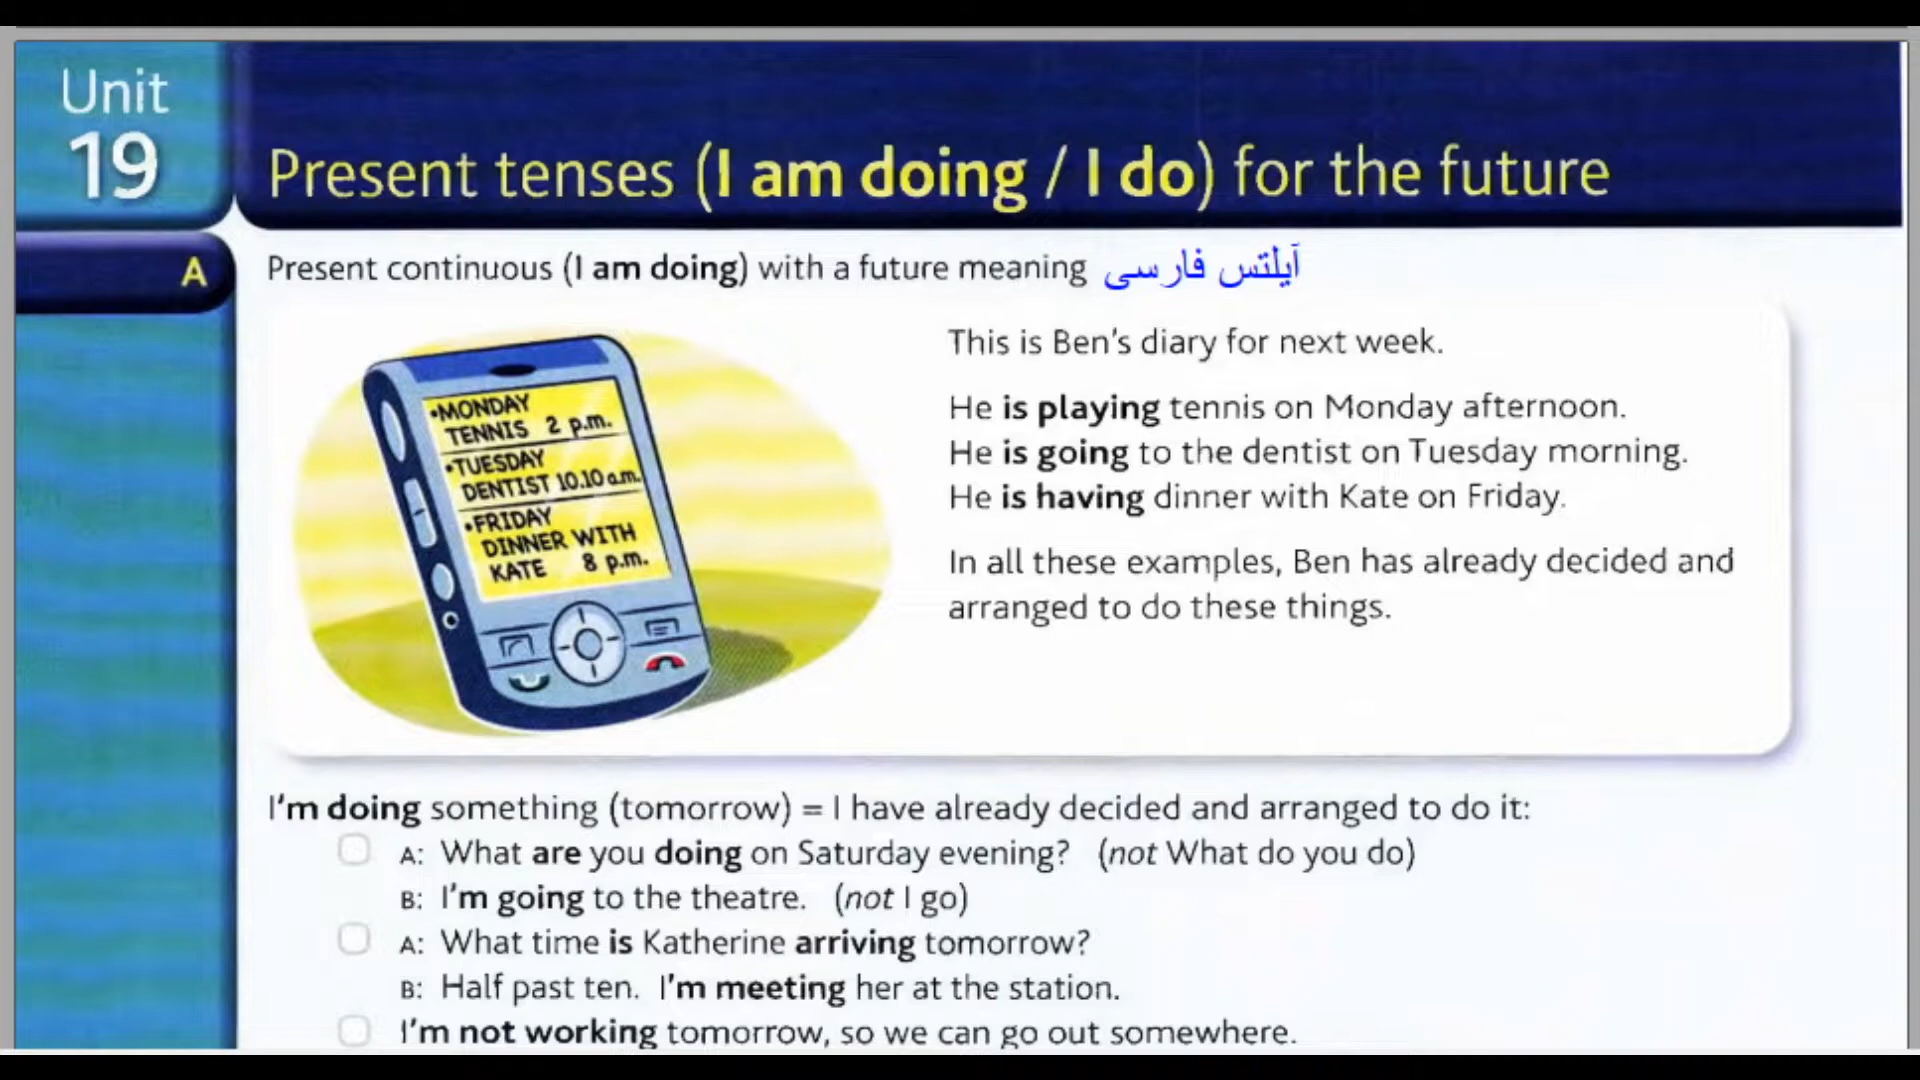 Unit
19
Present tenses (I am doing / I do) for the future
A
Present continuous (I am doing) with a future meaning آیلتس فارسی
•MONDAY
TENNIS 2 p.m.
•TUESDAY
DENTIST 10.10 a.m.
•FRIDAY
DINNER WITH
KATE 8 p.m.
This is Ben's diary for next week.
He is playing tennis on Monday afternoon.
He is going to the dentist on Tuesday morning.
He is having dinner with Kate on Friday.
In all these examples, Ben has already decided and
arranged to do these things.
I'm doing something (tomorrow) = I have already decided and arranged to do it:
A: What are you doing on Saturday evening? (not What do you do)
B: I'm going to the theatre. (not I go)
A: What time is Katherine arriving tomorrow?
B: Half past ten. I'm meeting her at the station.
I'm not working tomorrow, so we can go out somewhere.